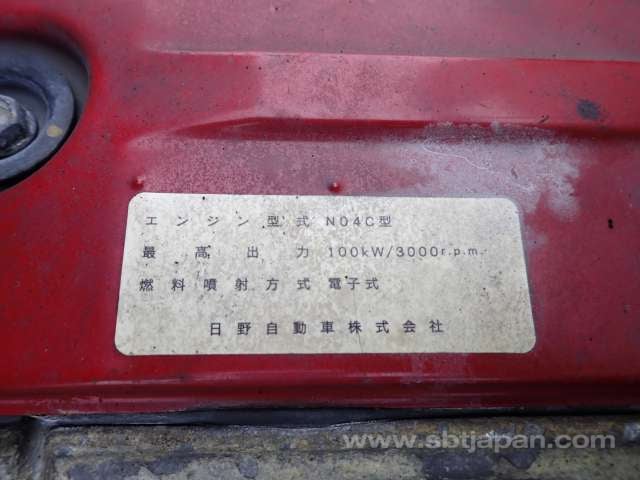 エンジン型式 N04C型
最高出力 100kW/3000r.p.m.
燃料噴射方式 電子式
日野自動車株式会社
www.sbtjapan.com